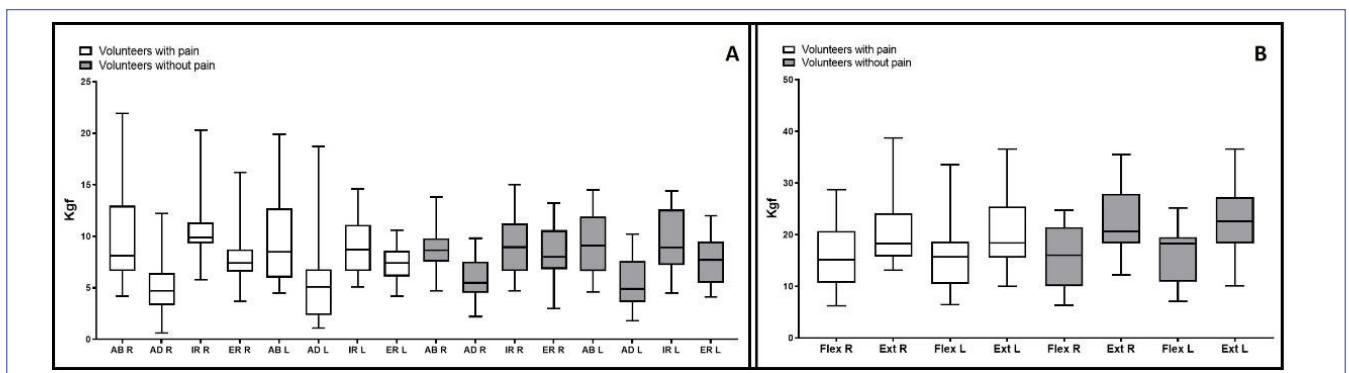 Volunteers with pain
Volunteers without pain
A
25
20
15
10
5
0
Kgf
AB R AD R IR R ER R AB L AD L IR L ER L AB R AD R IR R ER R AB L AD L IR L ER L
Volunteers with pain
Volunteers without pain
B
50
40
30
20
10
0
Kgf
Flex R Ext R Flex L Ext L Flex R Ext R Flex L Ext L